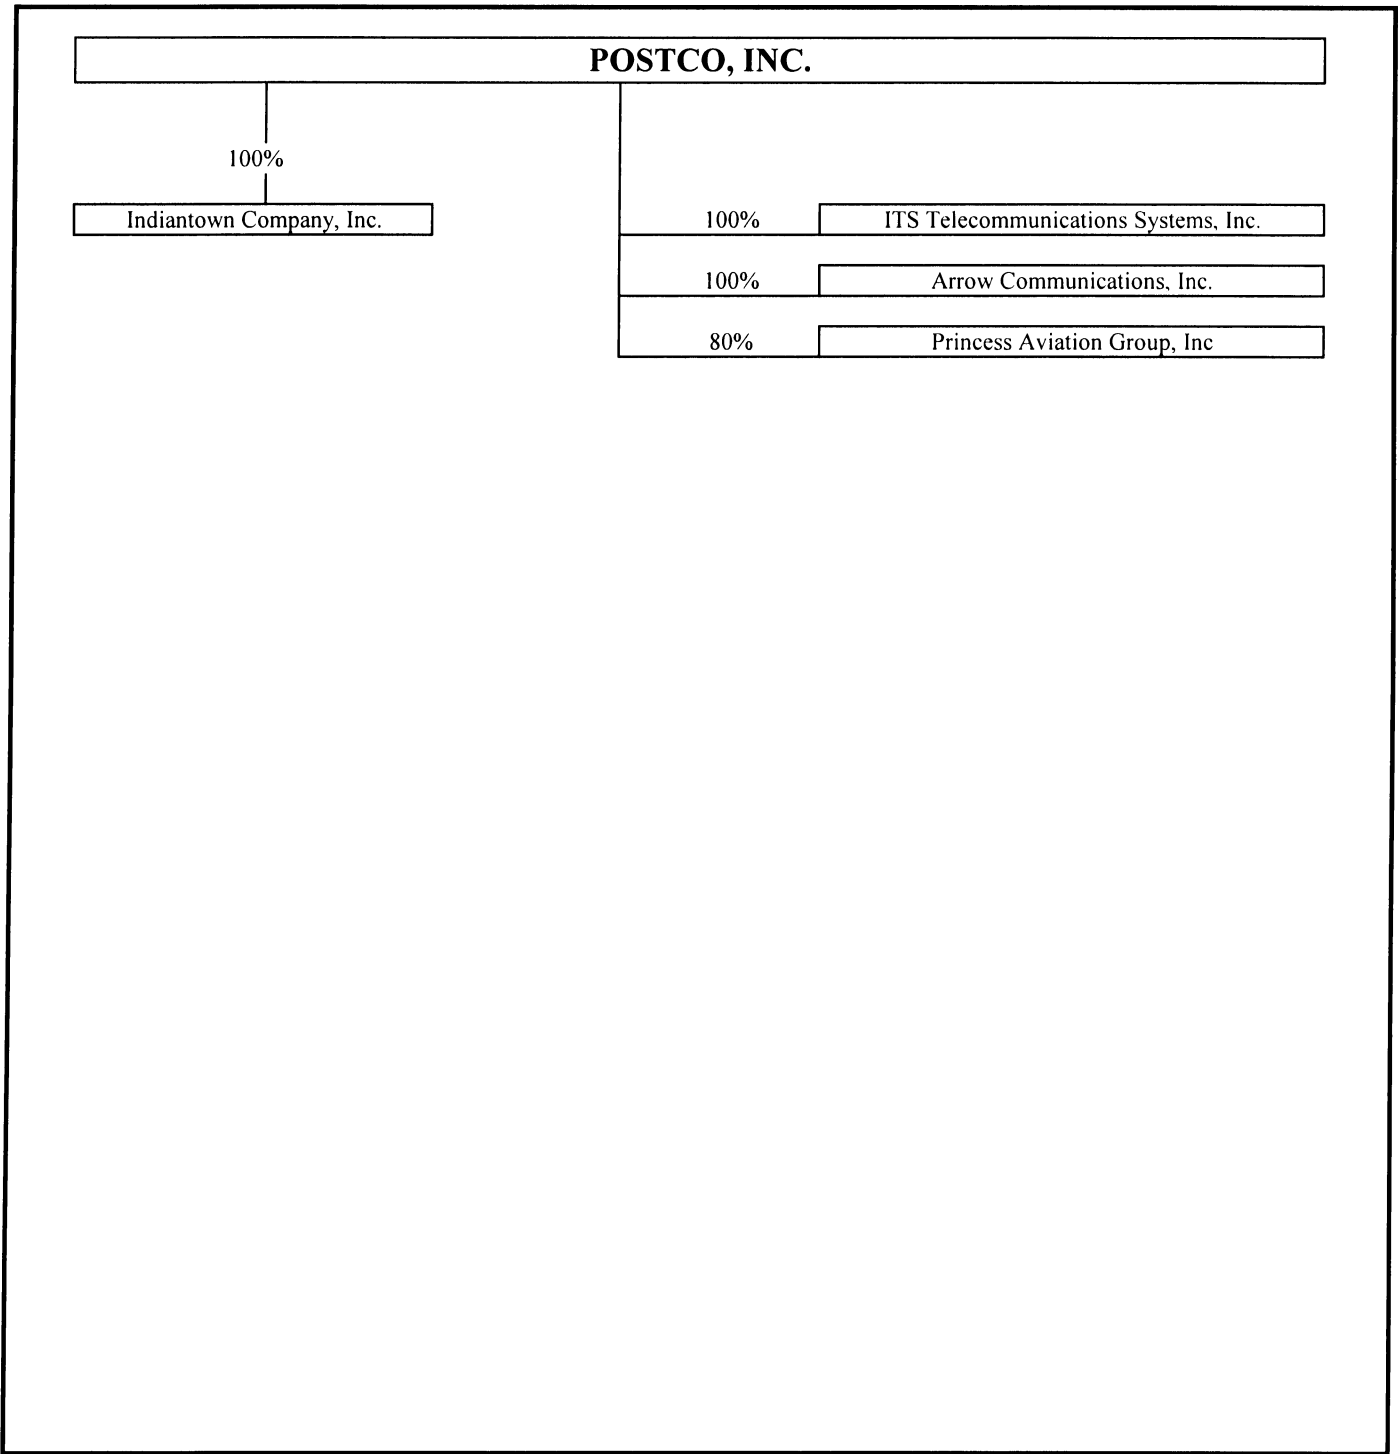 POSTCO, INC.
100%
Indiantown Company, Inc.
100% ITS Telecommunications Systems, Inc.
100% Arrow Communications, Inc.
80% Princess Aviation Group, Inc